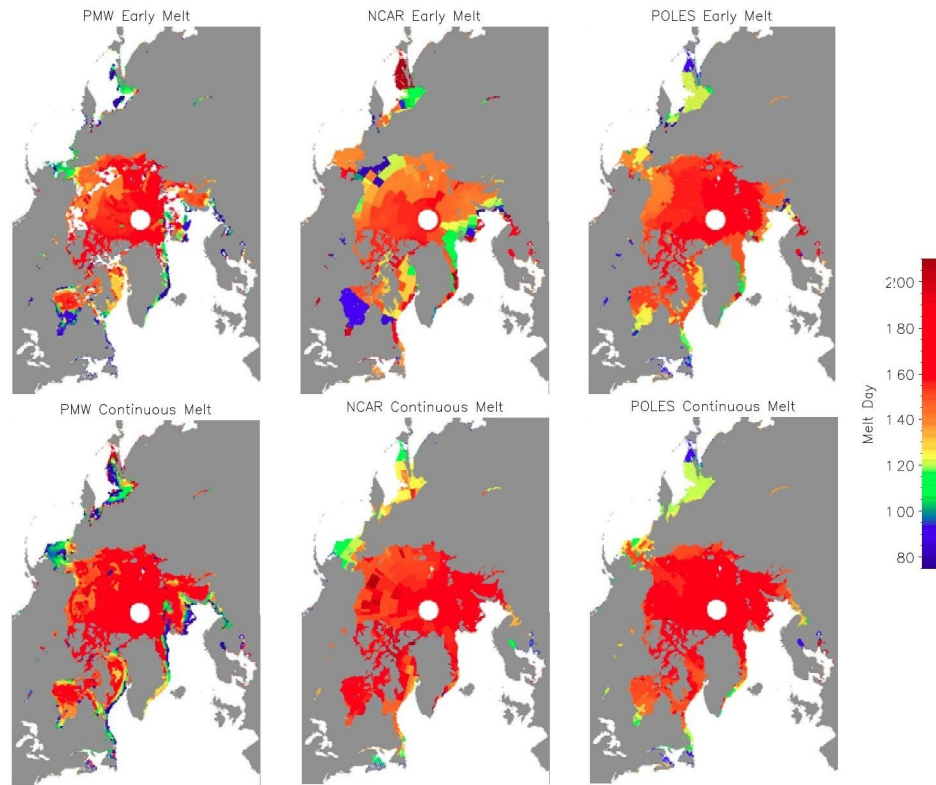 PMW Early Melt
NCAR Early Melt
POLES Early Melt
PMW Continuous Melt
NCAR Continuous Melt
POLES Continuous Melt
Melt Day
200
180
160
140
120
100
80